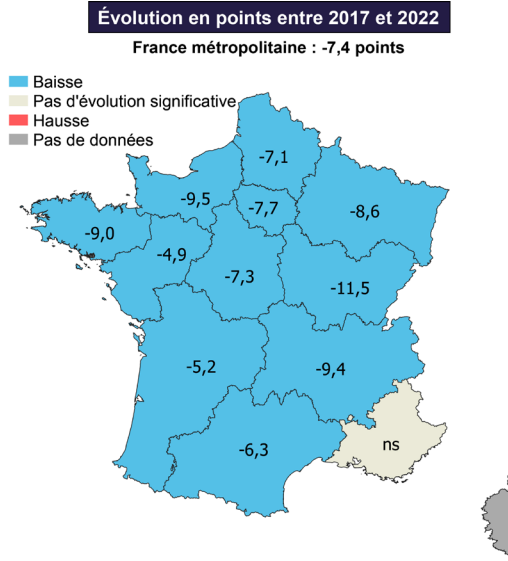 Évolution en points entre 2017 et 2022
France métropolitaine : -7,4 points
Baisse
Pas d'évolution significative
Hausse
Pas de données
-7,1
-9,5
-7,7
-8,6
-9,0
-4,9
-7,3
-11,5
-5,2
-9,4
-6,3
ns